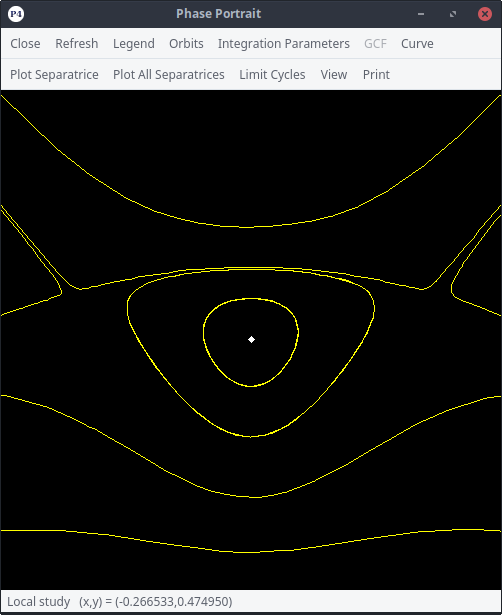 P4 Phase Portrait
Close Refresh Legend Orbits Integration Parameters GCF Curve
Plot Separatrice Plot All Separatrices Limit Cycles View Print
Local study (x,y) = (-0.266533,0.474950)